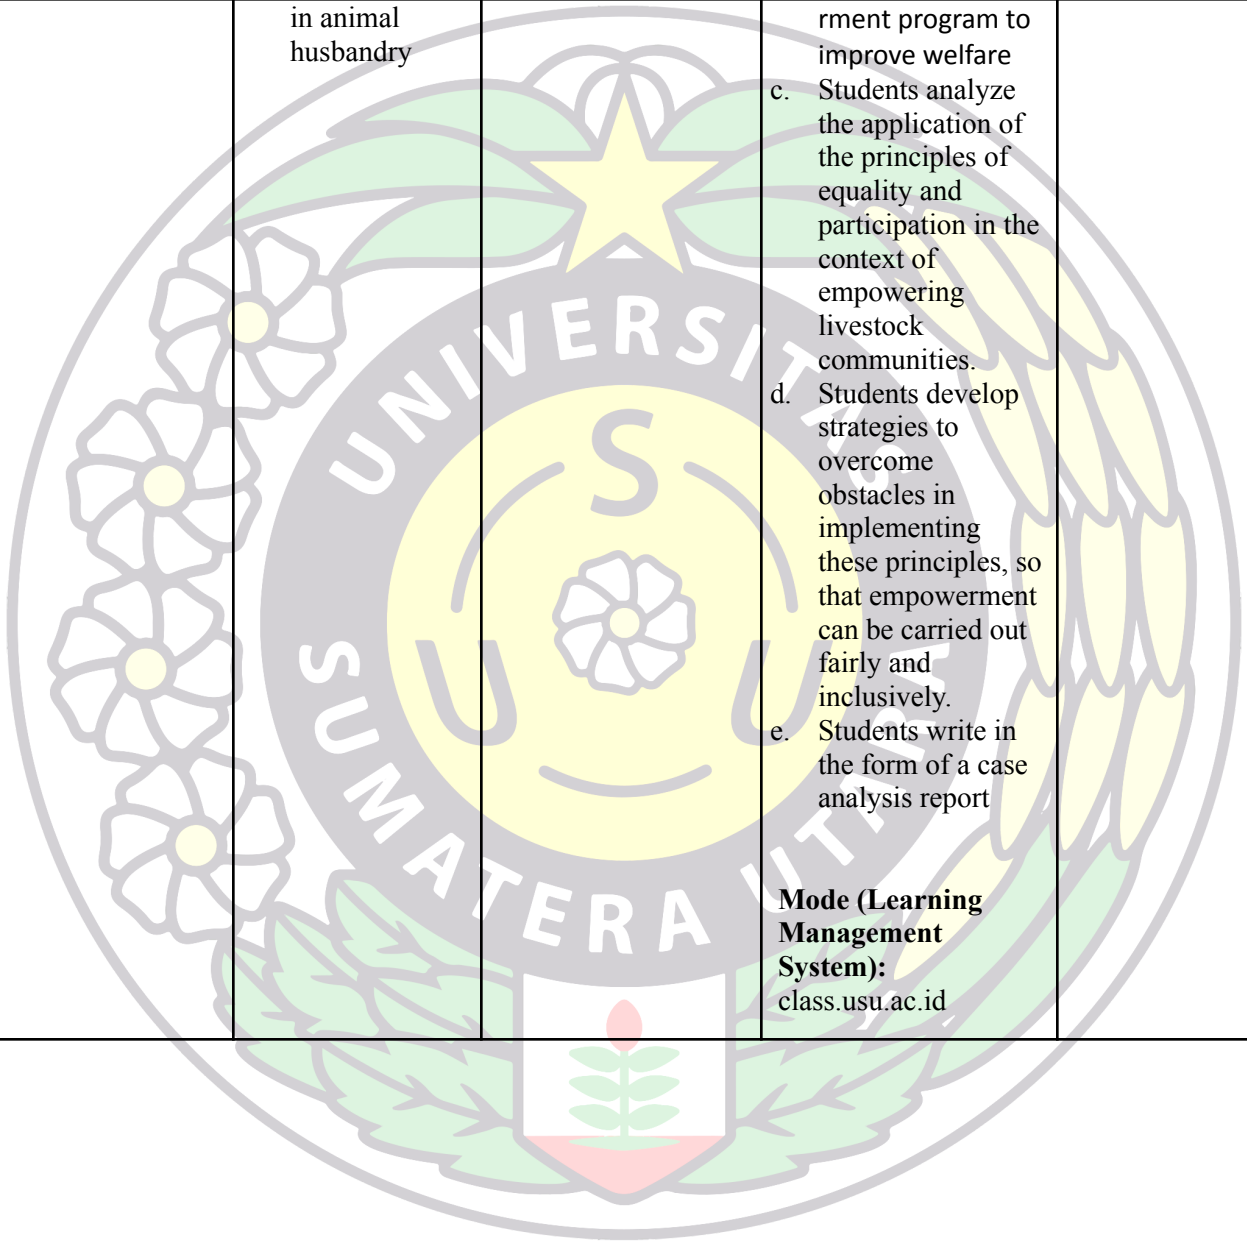 in animal
husbandry
rment program to
improve welfare
c. Students analyze
the application of
the principles of
equality and
participation in the
context of
empowering
livestock
communities.
d. Students develop
strategies to
overcome
obstacles in
implementing
these principles, so
that empowerment
can be carried out
fairly and
inclusively.
e. Students write in
the form of a case
analysis report
Mode (Learning
Management
System):
class.usu.ac.id
UNIVERSITAS
SUMATERA UTARA
S
U U